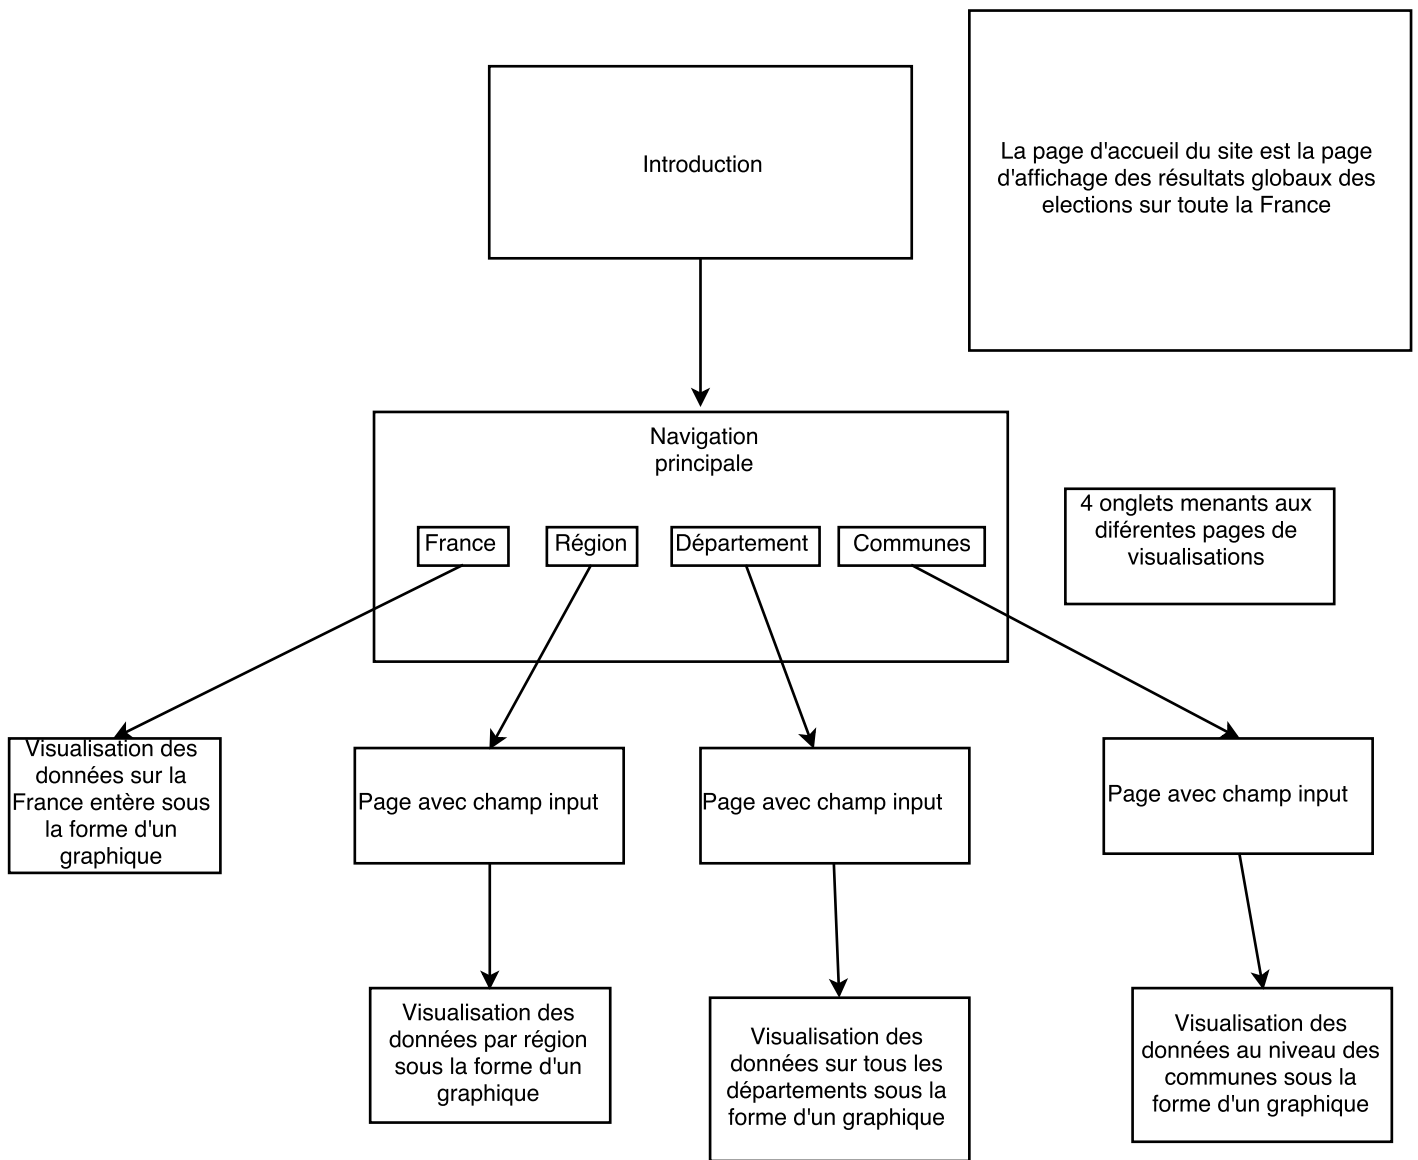 Introduction
La page d'accueil du site est la page
d'affichage des résultats globaux des
elections sur toute la France
Navigation
principale
France
Région
Département
Communes
4 onglets menants aux
diférentes pages de
visualisations
Visualisation des
données sur la
France entère sous
la forme d'un
graphique
Page avec champ input
Page avec champ input
Page avec champ input
Visualisation des
données par région
sous la forme d'un
graphique
Visualisation des
données sur tous les
départements sous la
forme d'un graphique
Visualisation des
données au niveau des
communes sous la
forme d'un graphique